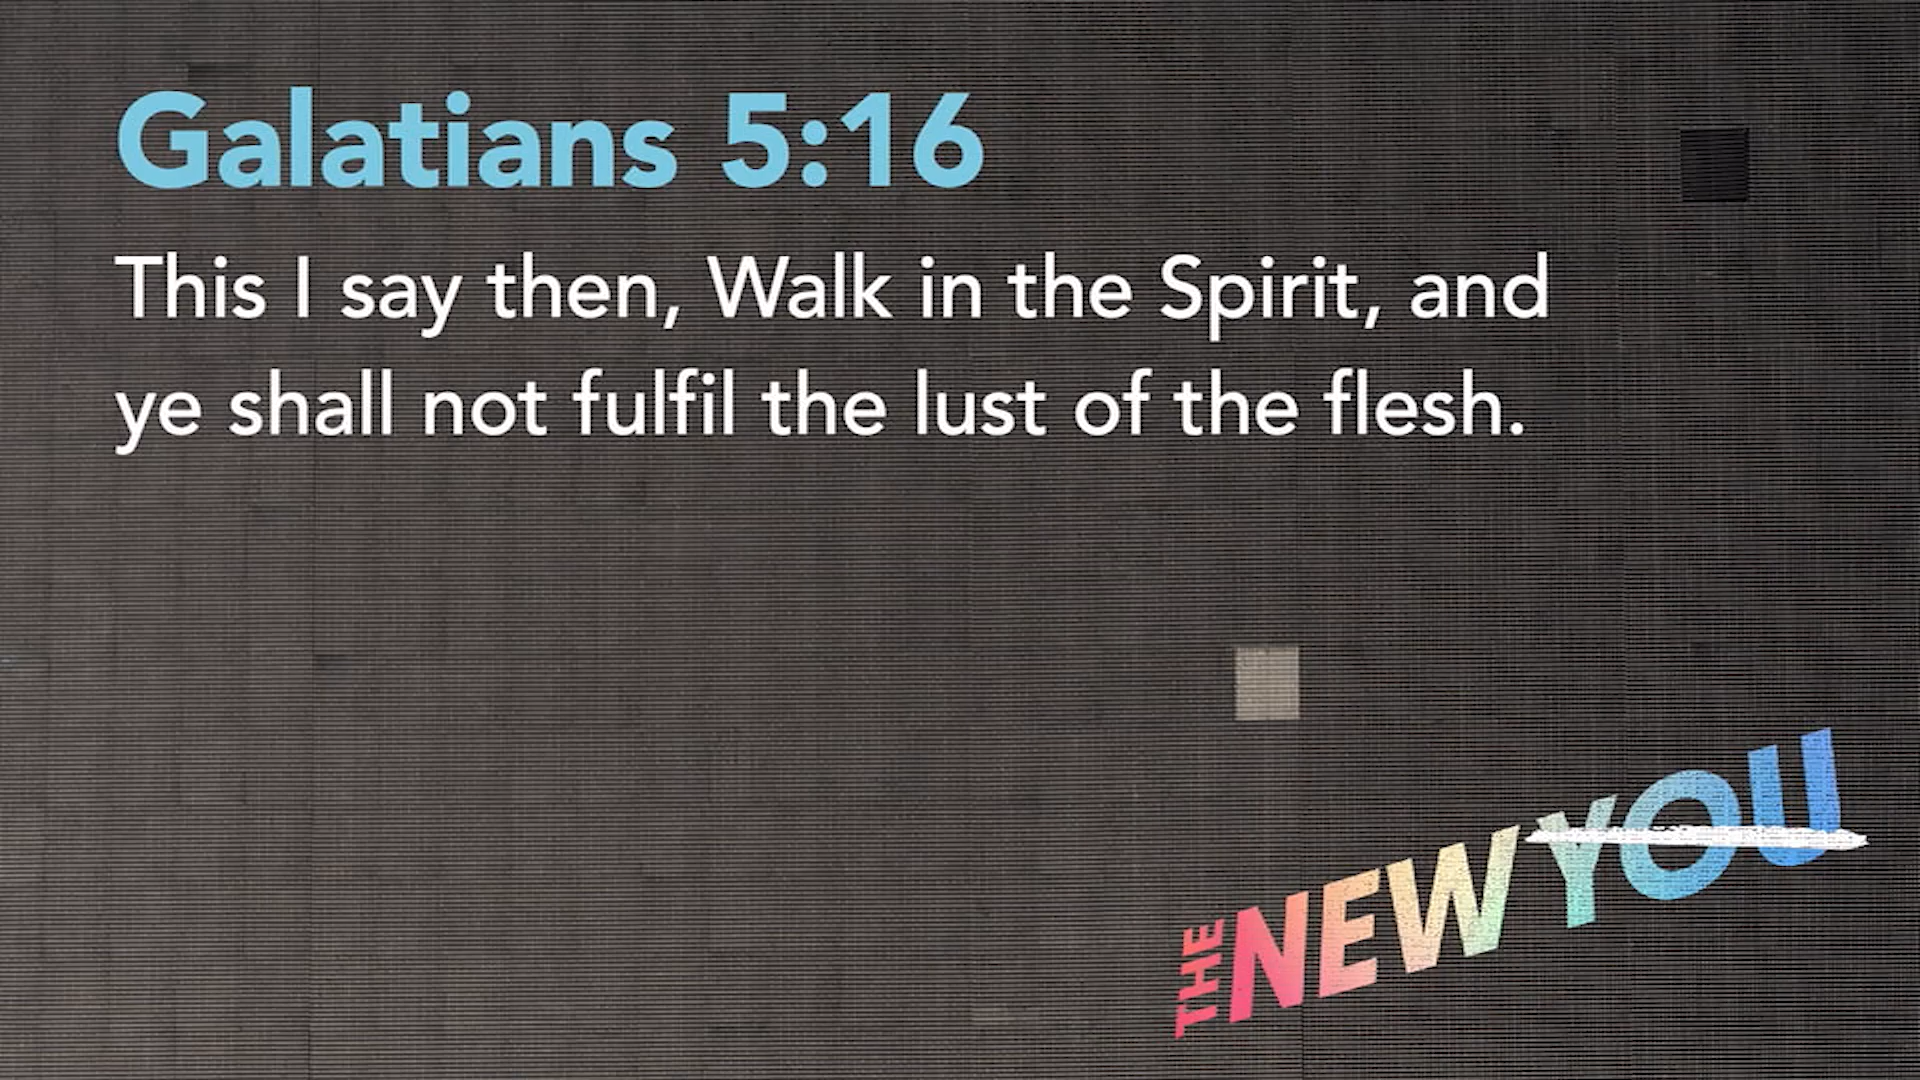 Galatians 5:16
This I say then, Walk in the Spirit, and
ye shall not fulfil the lust of the flesh.
THE NEW YOU